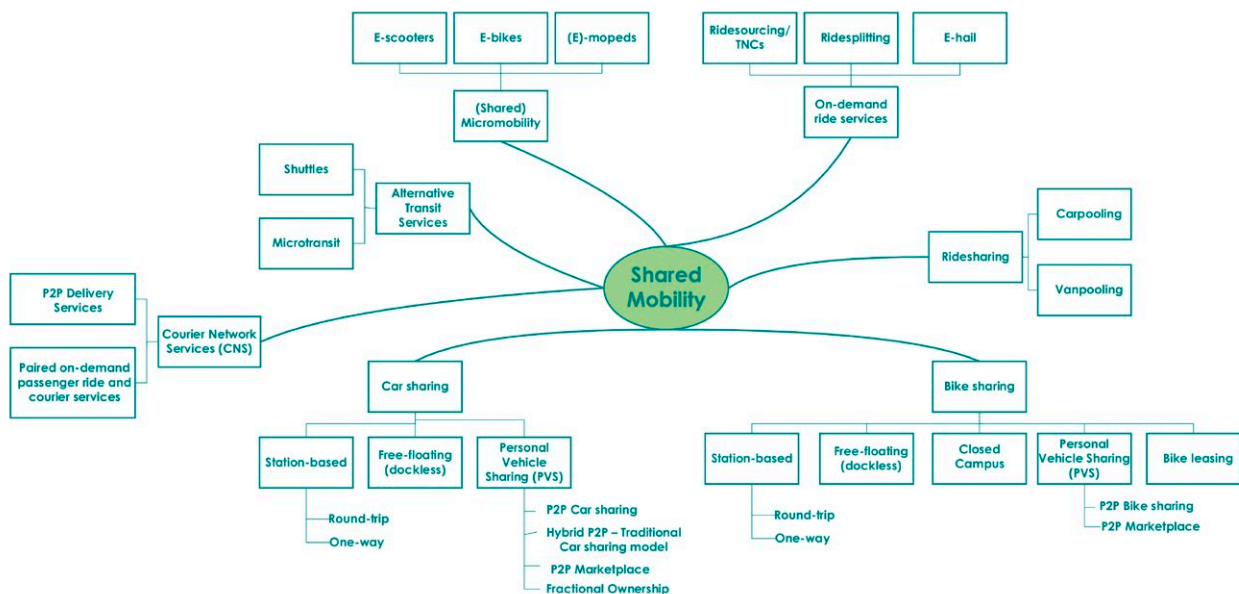 E-scooters
E-bikes
(E)-mopeds
(Shared)
Micromobility
Ridesourcing/
TNCs
Ridesplitting
E-hail
On-demand
ride services
Shuttles
Microtransit
Alternative
Transit
Services
Carpooling
Vanpooling
Ridesharing
Shared
Mobility
P2P Delivery
Services
Paired on-demand
passenger ride and
courier services
Courier Network
Services (CNS)
Car sharing
Station-based
Round-trip
One-way
Free-floating
(dockless)
Personal
Vehicle
Sharing (PVS)
P2P Car sharing
Hybrid P2P – Traditional
Car sharing model
P2P Marketplace
Fractional Ownership
Bike sharing
Station-based
Round-trip
One-way
Free-floating
(dockless)
Closed
Campus
Personal
Vehicle Sharing
(PVS)
P2P Bike sharing
P2P Marketplace
Bike leasing